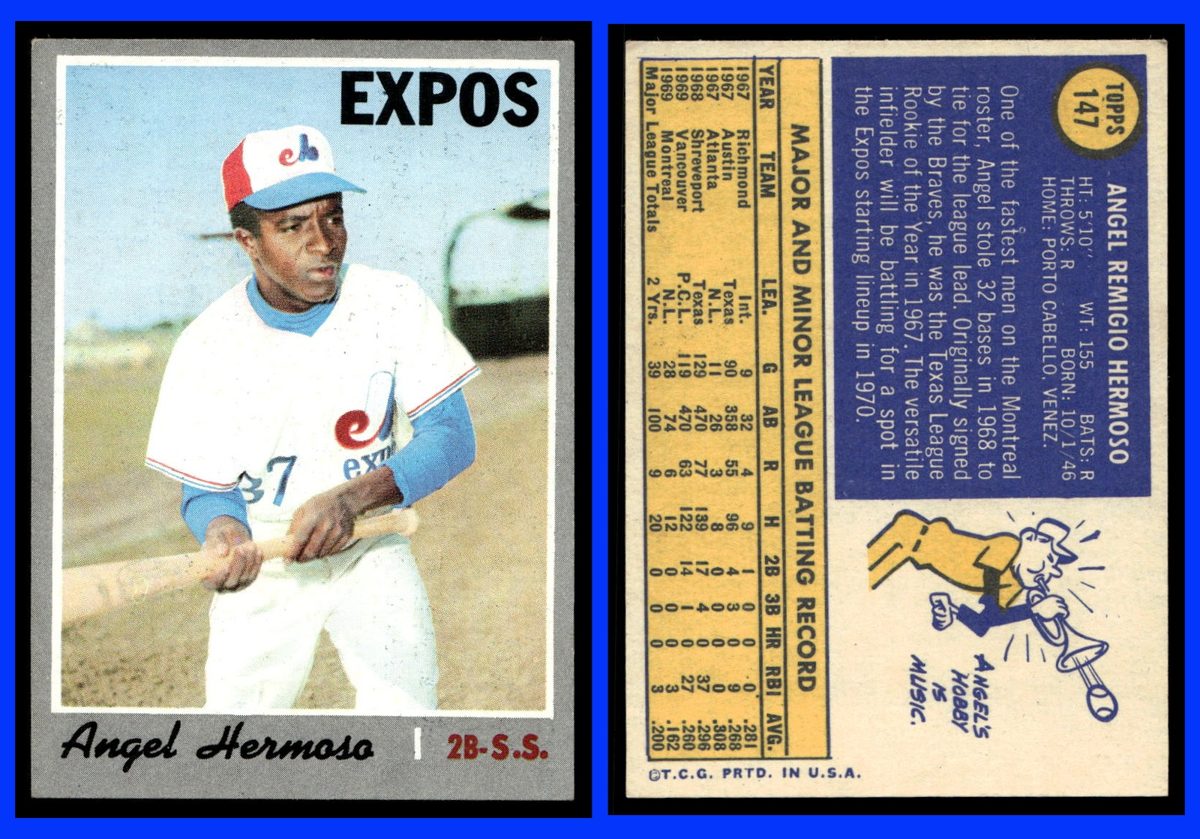 EXPOS
exp
37
Angel Hermoso
2B-S.S.
TOPPS
147
ANGEL REMIGIO HERMOSO
HT: 5'10" WT: 155 BATS: R
THROWS: R BORN: 10/1/46
HOME: PORTO CABELLO, VENEZ.
One of the fastest men on the Montreal
roster, Angel stole 32 bases in 1968 to
tie for the league lead. Originally signed
by the Braves, he was the Texas League
Rookie of the Year in 1967. The versatile
infielder will be battling for a spot in
the Expos starting lineup in 1970.
ANGEL'S
HOBBY
IS
MUSIC.
MAJOR AND MINOR LEAGUE BATTING RECORD
YEAR TEAM LEA. G AB R H 2B 3B HR RBI AVG.
1967 Richmond Int. 9 32 4 9 1 0 0 0 .281
1967 Austin Texas 90 358 55 96 4 3 0 9 .268
1967 Atlanta N.L. 11 26 3 8 0 0 0 0 .308
1968 Shreveport Texas 129 470 77 139 17 4 0 37 .296
1969 Vancouver P.C.L. 119 470 63 122 14 1 0 27 .260
1969 Montreal N.L. 28 74 6 12 0 0 0 3 .162
Major League Totals 2 Yrs. 39 100 9 20 0 0 0 3 .200
©T.C.G. PRTD. IN U.S.A.